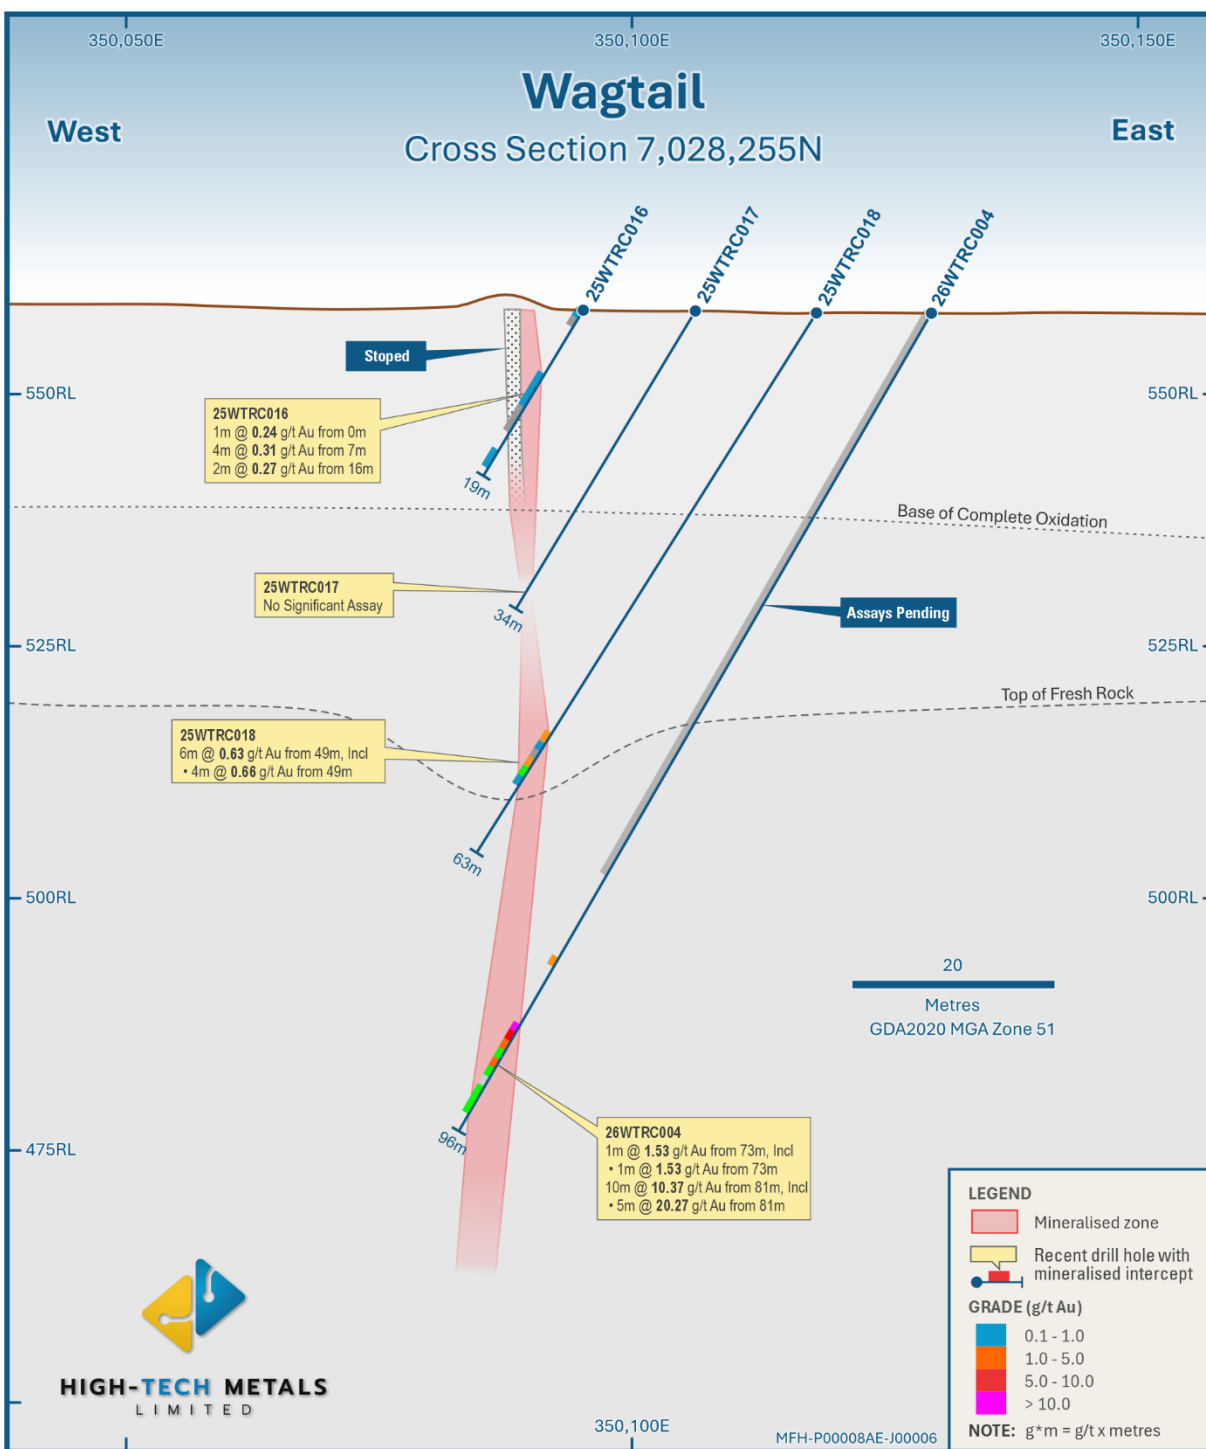 350,050E
350,100E
350,150E
Wagtail
West
East
Cross Section 7,028,255N
25WTRC016
25WTRC017
25WTRC018
26WTRC004
Stoped
550RL
550RL
25WTRC016
1m @ 0.24 g/t Au from 0m
4m @ 0.31 g/t Au from 7m
2m @ 0.27 g/t Au from 16m
19m
Base of Complete Oxidation
25WTRC017
No Significant Assay
34m
Assays Pending
525RL
525RL
Top of Fresh Rock
25WTRC018
6m @ 0.63 g/t Au from 49m, Incl
• 4m @ 0.66 g/t Au from 49m
63m
500RL
500RL
20
Metres
GDA2020 MGA Zone 51
96m
26WTRC004
1m @ 1.53 g/t Au from 73m, Incl
• 1m @ 1.53 g/t Au from 73m
10m @ 10.37 g/t Au from 81m, Incl
• 5m @ 20.27 g/t Au from 81m
475RL
LEGEND
Mineralised zone
Recent drill hole with
mineralised intercept
GRADE (g/t Au)
0.1 - 1.0
1.0 - 5.0
5.0 - 10.0
> 10.0
NOTE: g*m = g/t x metres
HIGH-TECH METALS
LIMITED
350,100E
MFH-P00008AE-J00006